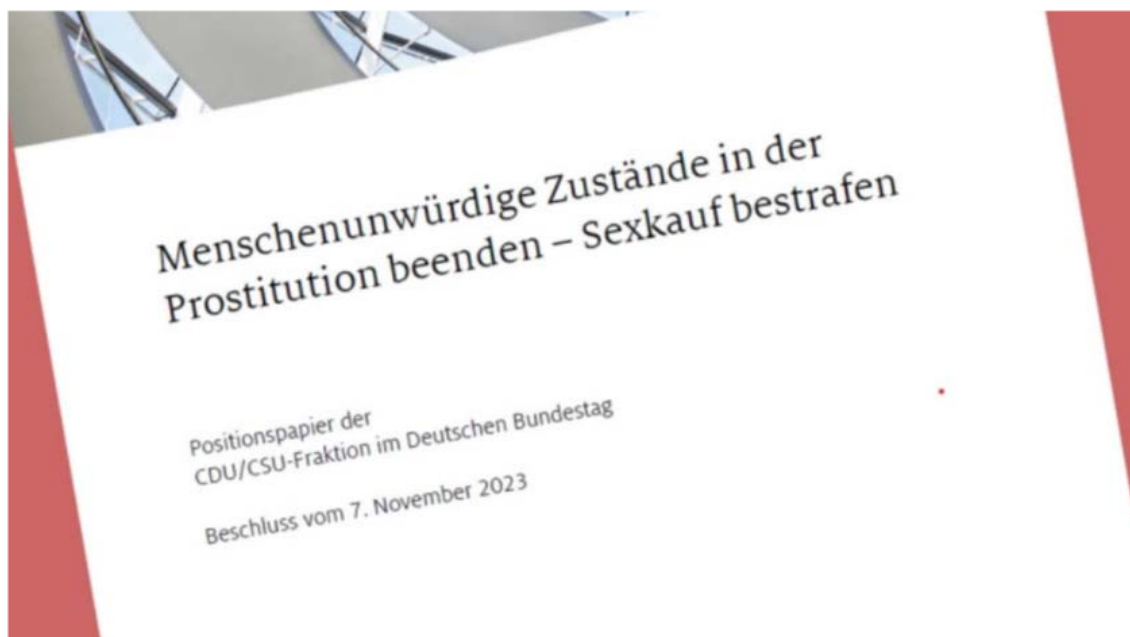 Menschenunwürdige Zustände in der
Prostitution beenden – Sexkauf bestrafen
Positionspapier der
CDU/CSU-Fraktion im Deutschen Bundestag
Beschluss vom 7. November 2023